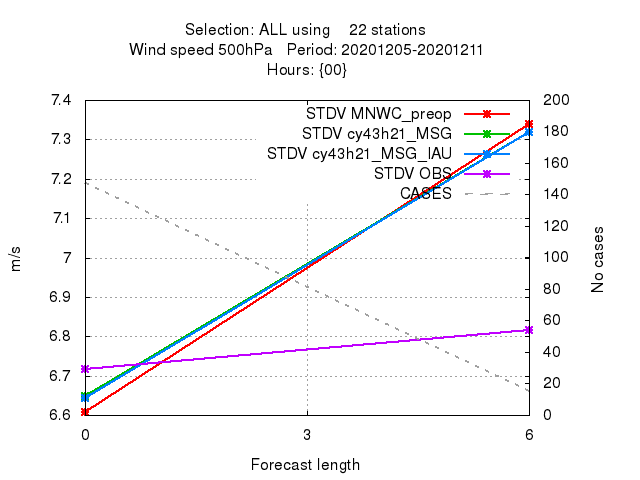 Selection: ALL using 22 stations
Wind speed 500hPa Period: 20201205-20201211
Hours: {00}
7.4
7.3
7.2
7.1
7
6.9
6.8
6.7
6.6
200
180
160
140
120
100
80
60
40
20
0
STDV MNWC_preop
STDV cy43h21_MSG
STDV cy43h21_MSG_IAU
STDV OBS
CASES
m/s
No cases
0 3 6
Forecast length